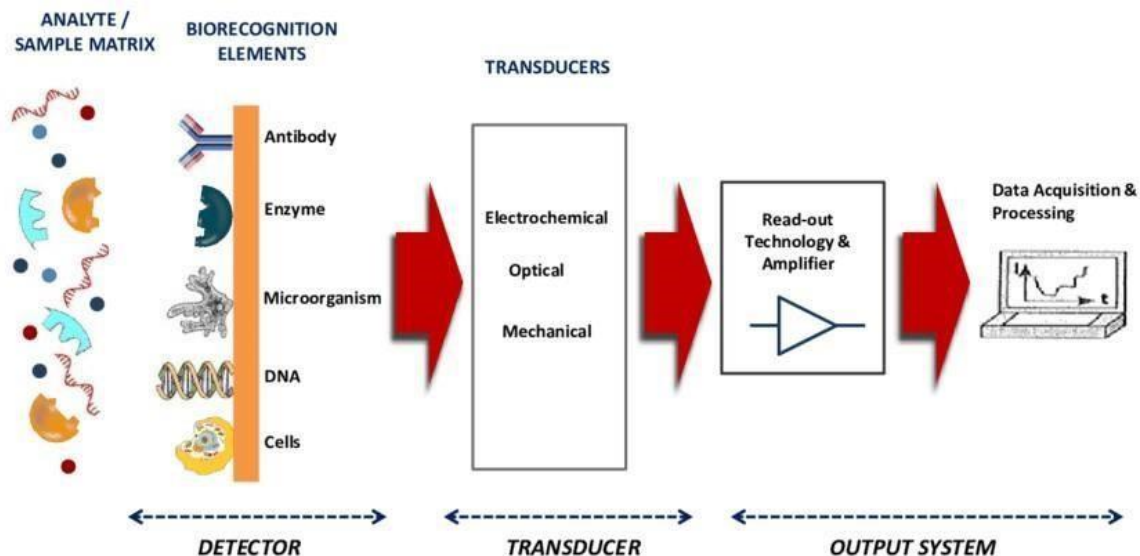 ANALYTE /
SAMPLE MATRIX
BIORECOGNITION
ELEMENTS
TRANSDUCERS
Antibody
Enzyme
Microorganism
DNA
Cells
Electrochemical
Optical
Mechanical
Read-out
Technology &
Amplifier
Data Acquisition &
Processing
I
t
DETECTOR
TRANSDUCER
OUTPUT SYSTEM